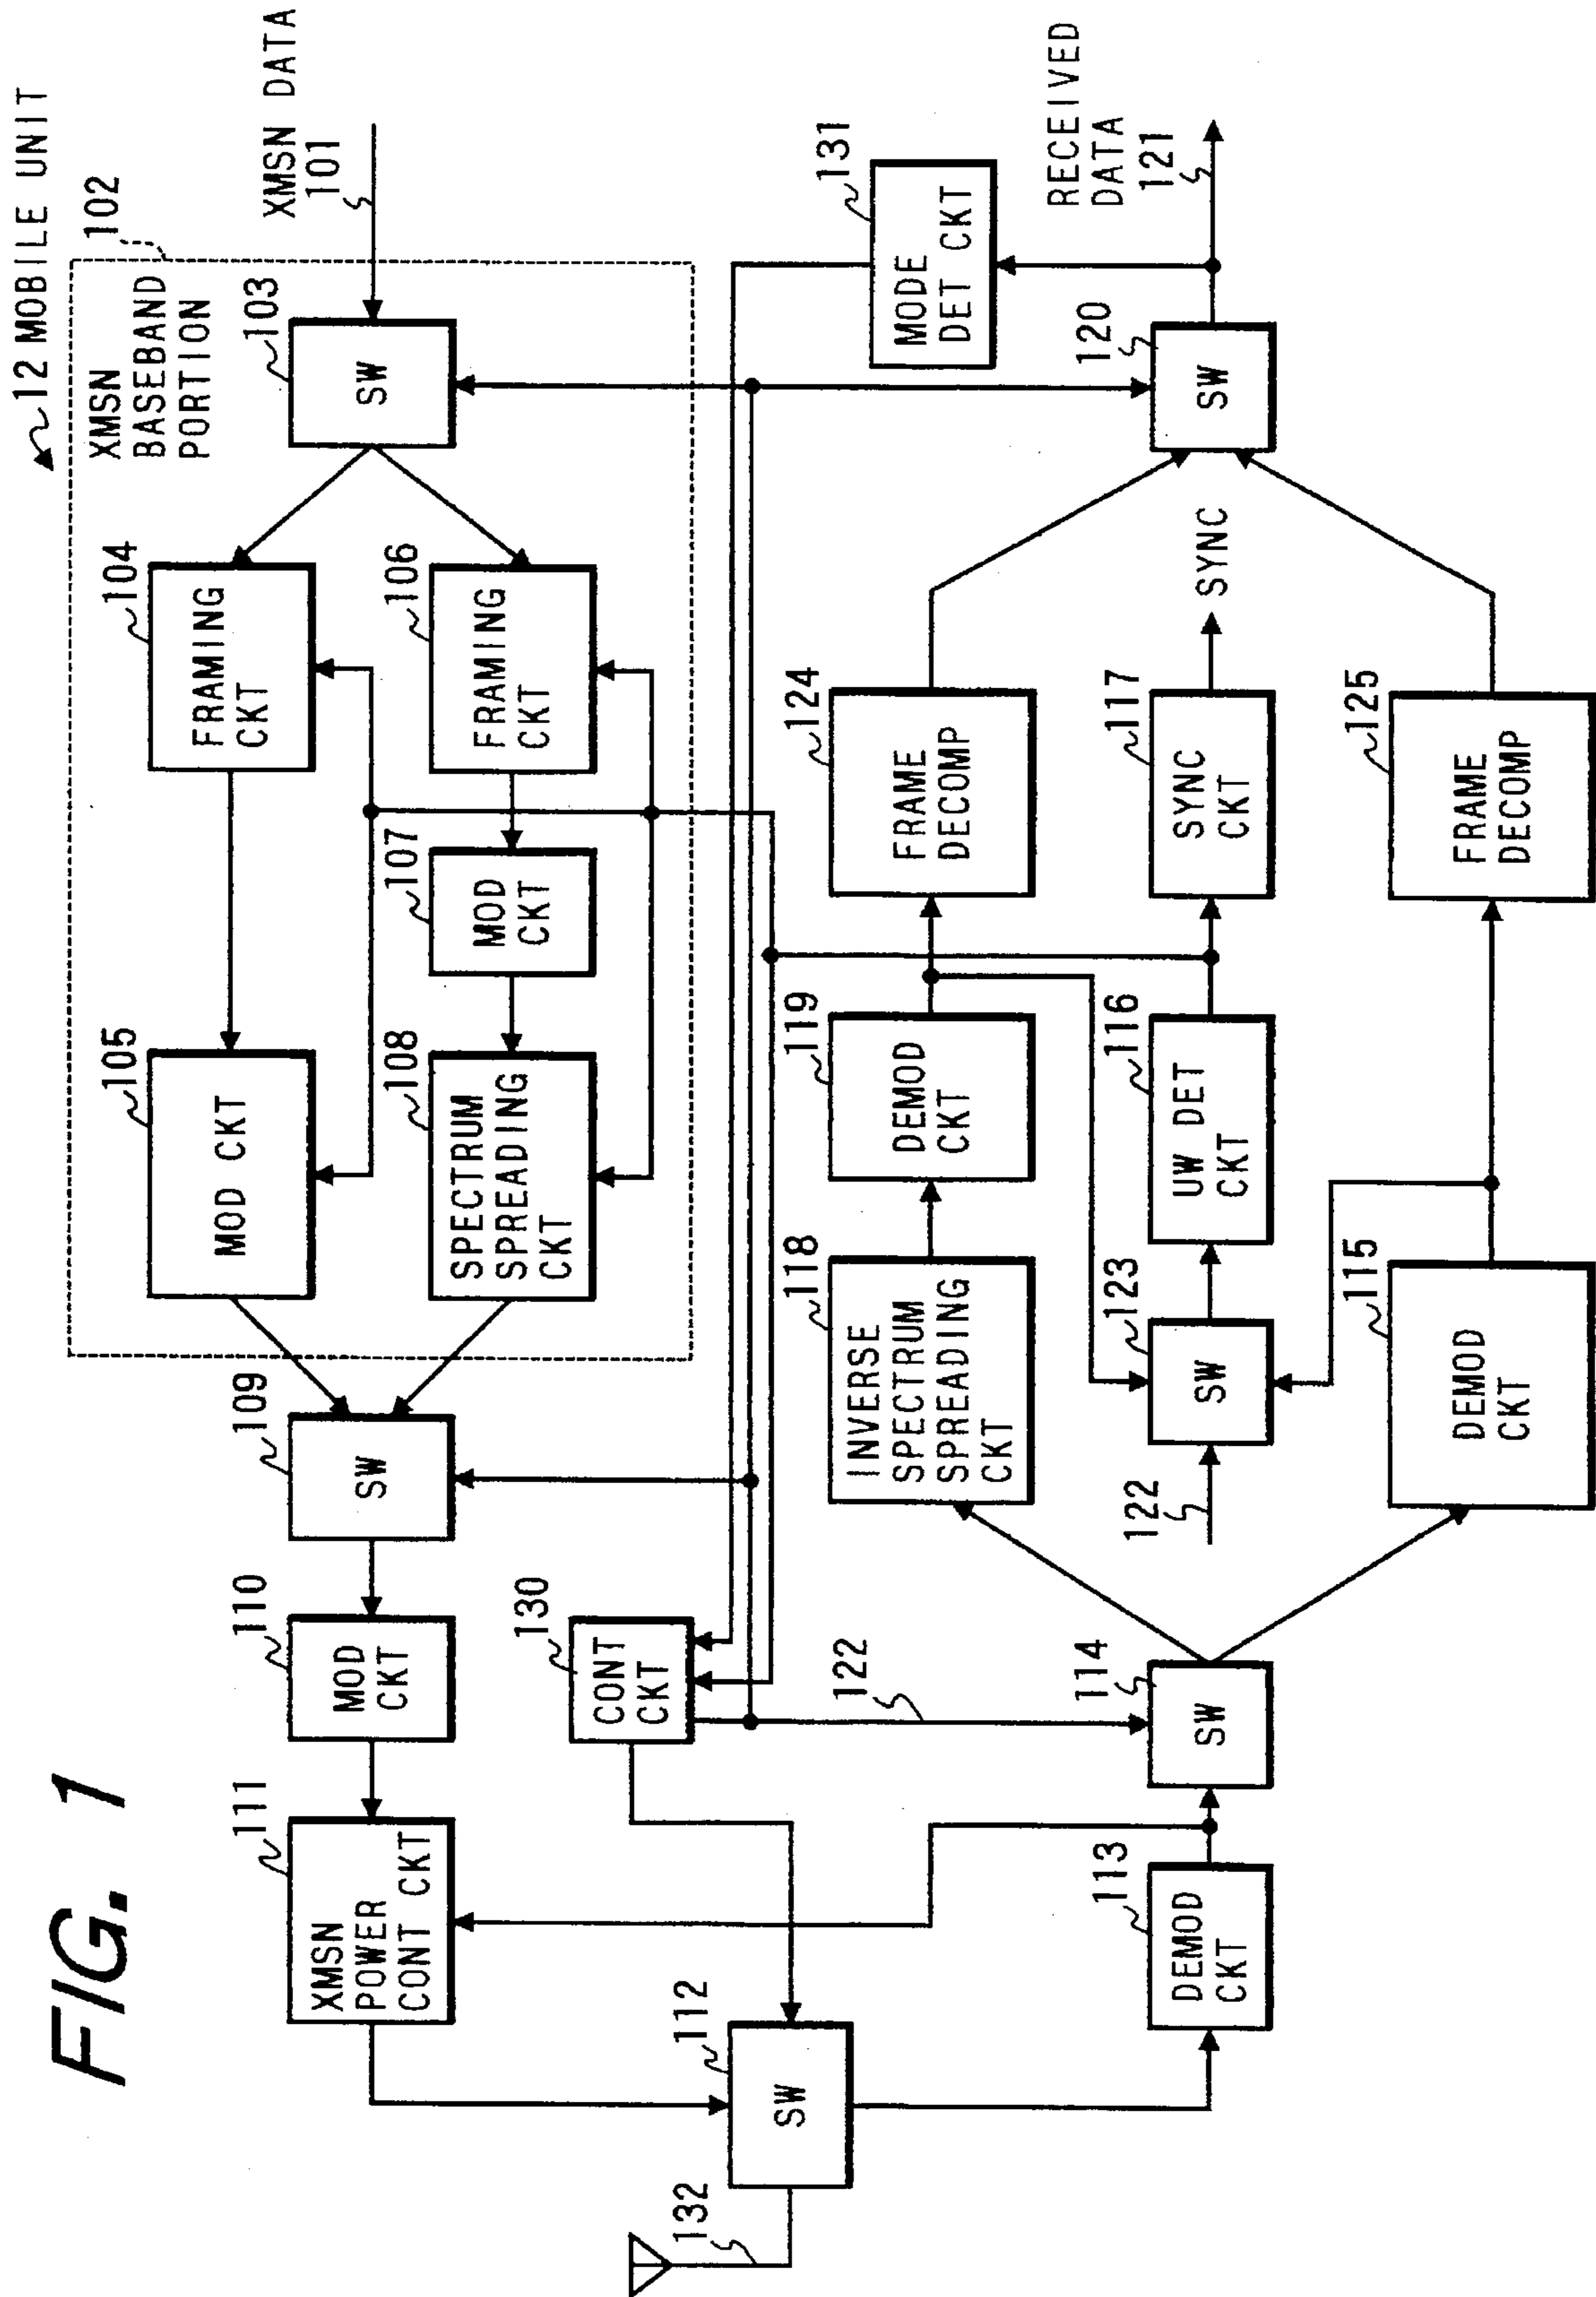 FIG. 1
12 MOBILE UNIT
102
XMSN
BASEBAND
PORTION
XMSN DATA
101
103
SW
104
FRAMING
CKT
105
MOD CKT
106
FRAMING
CKT
107
MOD
CKT
108
SPECTRUM
SPREADING
CKT
109
SW
110
MOD
CKT
111
XMSN
POWER
CONT CKT
112
SW
132
130
CONT
CKT
122
131
MODE
DET CKT
113
DEMOD
CKT
114
SW
118
INVERSE
SPECTRUM
SPREADING
CKT
119
DEMOD
CKT
124
FRAME
DECOMP
122
123
SW
116
UW DET
CKT
117
SYNC
CKT
SYNC
115
DEMOD
CKT
125
FRAME
DECOMP
120
SW
RECEIVED
DATA
121